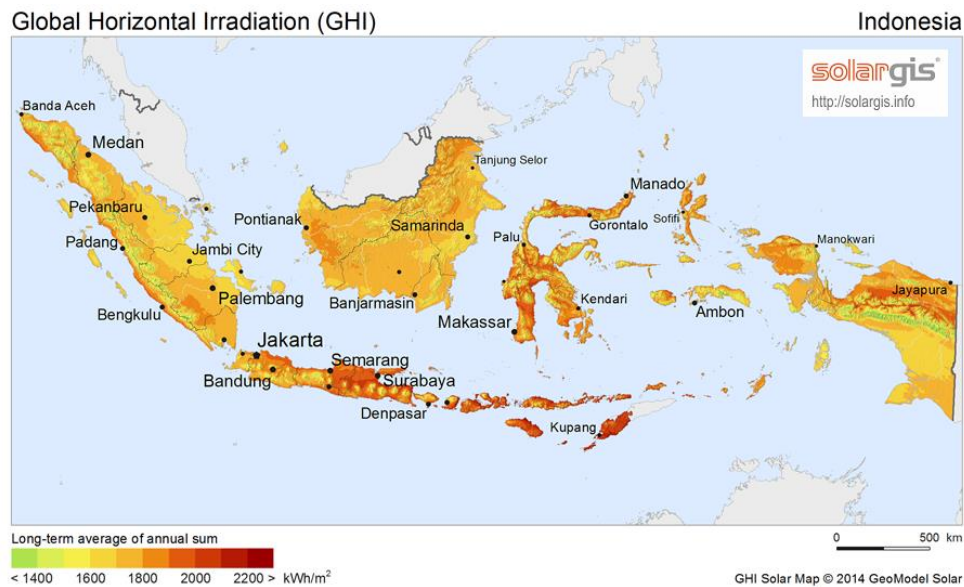 Global Horizontal Irradiation (GHI) Indonesia
solargis
http://solargis.info
Banda Aceh
Medan
Tanjung Selor
Manado
Pekanbaru
Pontianak
Samarinda
Gorontalo
Sofifi
Padang
Jambi City
Palu
Manokwari
Palembang
Banjarmasin
Kendari
Jayapura
Bengkulu
Makassar
Ambon
Jakarta
Semarang
Bandung
Surabaya
Denpasar
Kupang
Long-term average of annual sum
< 1400 1600 1800 2000 2200 > kWh/m²
0 500 km
GHI Solar Map © 2014 GeoModel Solar